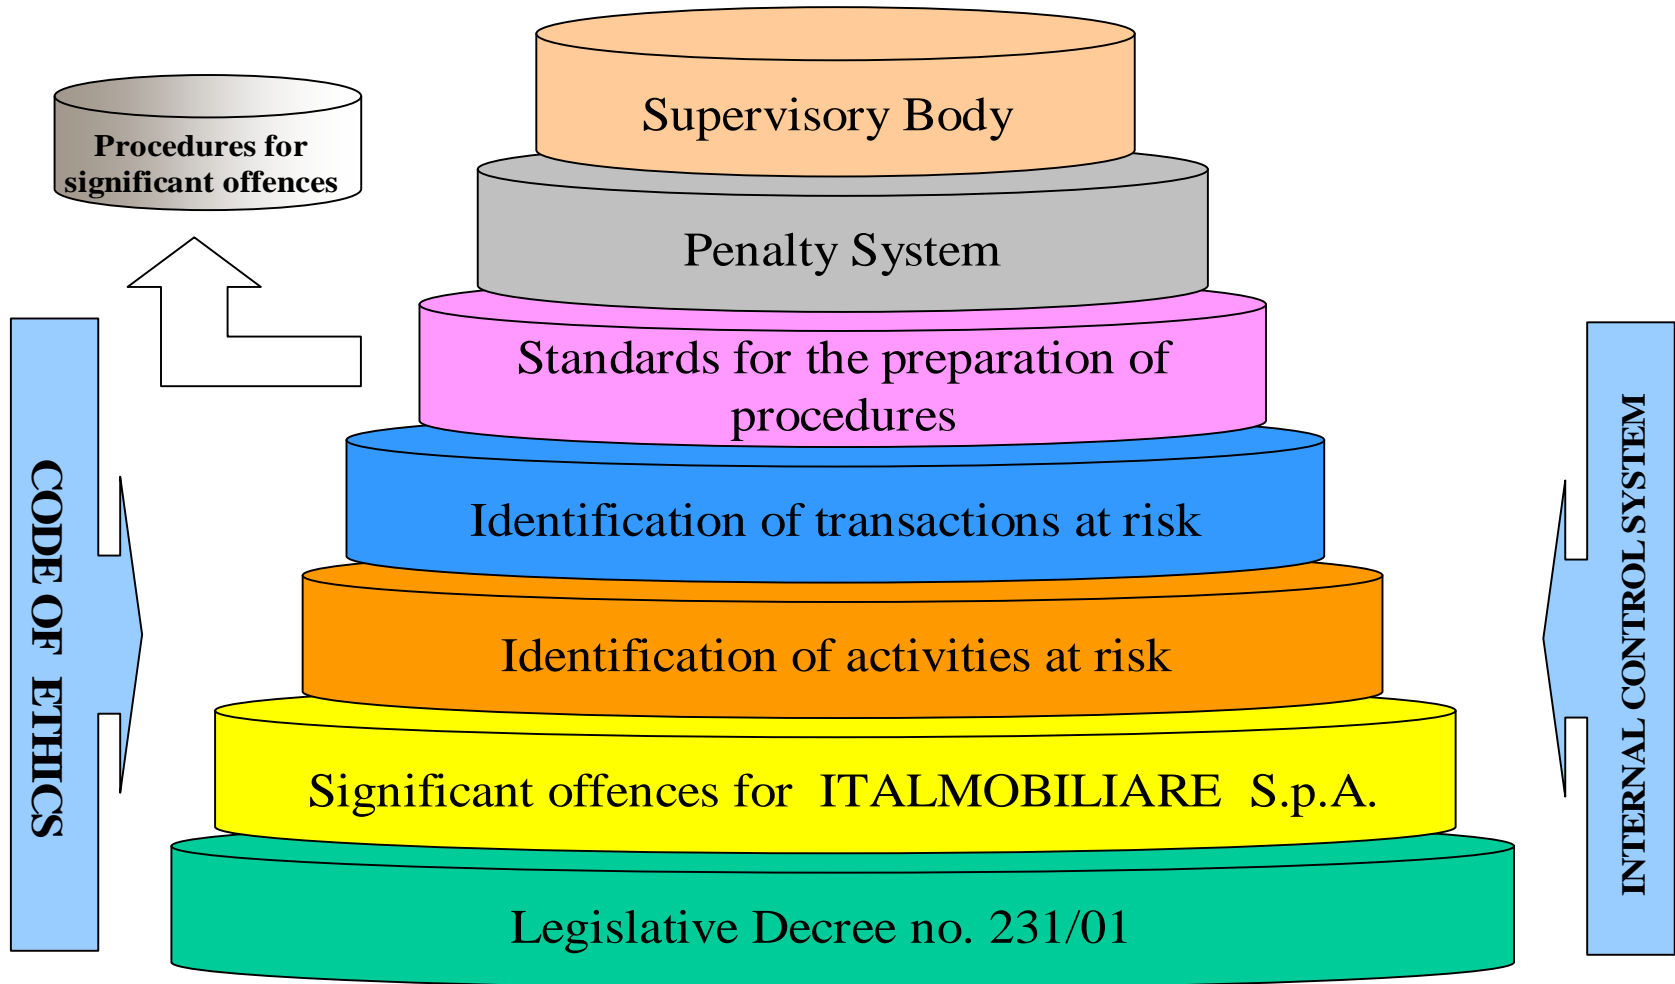 Supervisory Body
Procedures for
significant offences
Penalty System
Standards for the preparation of
procedures
Identification of transactions at risk
Identification of activities at risk
Significant offences for ITALMOBILIARE S.p.A.
Legislative Decree no. 231/01
CODE OF ETHICS
INTERNAL CONTROL SYSTEM